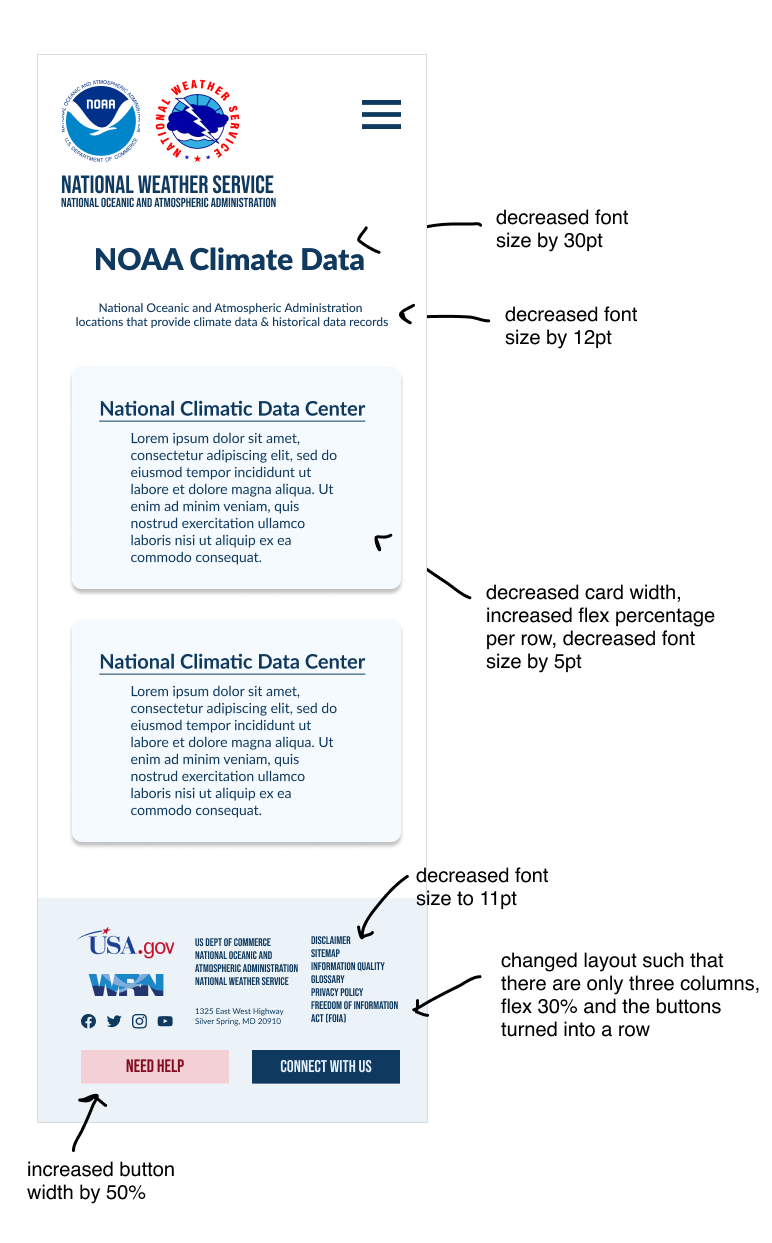 NATIONAL OCEANIC AND ATMOSPHERIC ADMINISTRATION
NOAA
U.S. DEPARTMENT OF COMMERCE
NATIONAL WEATHER SERVICE
NATIONAL WEATHER SERVICE
NATIONAL OCEANIC AND ATMOSPHERIC ADMINISTRATION
decreased font
size by 30pt
NOAA Climate Data
National Oceanic and Atmospheric Administration
locations that provide climate data & historical data records
decreased font
size by 12pt
National Climatic Data Center
Lorem ipsum dolor sit amet,
consectetur adipiscing elit, sed do
eiusmod tempor incididunt ut
labore et dolore magna aliqua. Ut
enim ad minim veniam, quis
nostrud exercitation ullamco
laboris nisi ut aliquip ex ea
commodo consequat.
decreased card width,
increased flex percentage
per row, decreased font
size by 5pt
National Climatic Data Center
Lorem ipsum dolor sit amet,
consectetur adipiscing elit, sed do
eiusmod tempor incididunt ut
labore et dolore magna aliqua. Ut
enim ad minim veniam, quis
nostrud exercitation ullamco
laboris nisi ut aliquip ex ea
commodo consequat.
decreased font
size to 11pt
USA.gov
WRN
US DEPT OF COMMERCE
NATIONAL OCEANIC AND
ATMOSPHERIC ADMINISTRATION
NATIONAL WEATHER SERVICE
1325 East West Highway
Silver Spring, MD 20910
DISCLAIMER
SITEMAP
INFORMATION QUALITY
GLOSSARY
PRIVACY POLICY
FREEDOM OF INFORMATION
ACT (FOIA)
changed layout such that
there are only three columns,
flex 30% and the buttons
turned into a row
NEED HELP
CONNECT WITH US
increased button
width by 50%